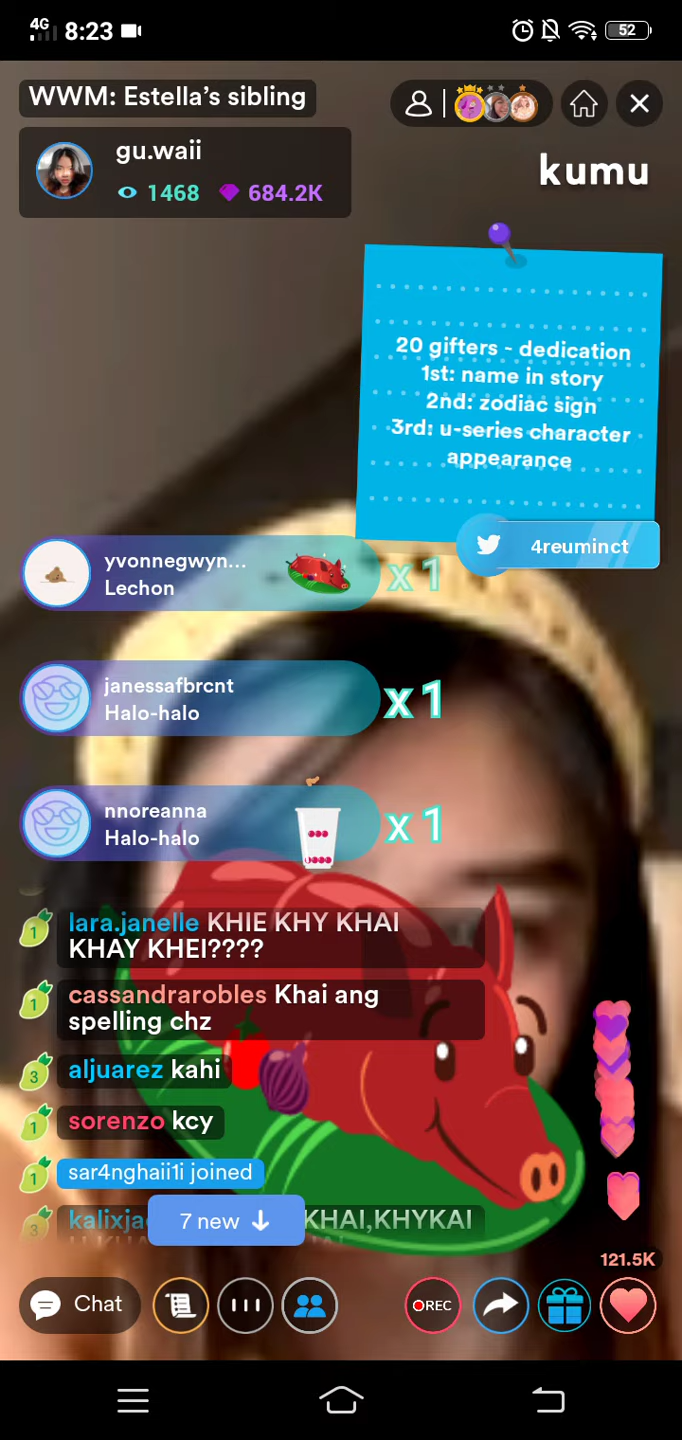 4G 8:23 52
WWM: Estella's sibling
gu.waii
1468 684.2K
kumu
20 gifters - dedication
1st: name in story
2nd: zodiac sign
3rd: u-series character
appearance
4reuminct
yvonnegwyn...
Lechon
x 1
janessafbrcnt
Halo-halo
x 1
nnoreanna
Halo-halo
x 1
1 lara.janelle KHIE KHY KHAI
KHAY KHEI????
1 cassandrarobles Khai ang
spelling chz
3 aljuarez kahi
1 sorenzo kcy
1 sar4nghaii1i joined
3 kalixja KHAI,KHYKAI
7 new
121.5K
Chat
REC